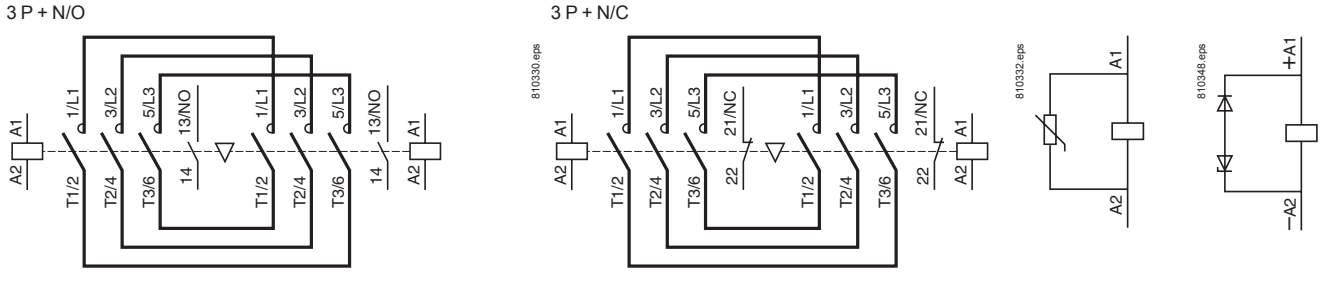 3 P + N/O
A1
A2
1/L1
3/L2
5/L3
13/NO
1/L1
3/L2
5/L3
13/NO
A1
A2
T1/2
T2/4
T3/6
14
T1/2
T2/4
T3/6
14
3 P + N/C
810330.eps
A1
A2
1/L1
3/L2
5/L3
21/NC
1/L1
3/L2
5/L3
21/NC
A1
A2
T1/2
T2/4
T3/6
22
T1/2
T2/4
T3/6
22
810332.eps
A1
A2
810348.eps
+A1
–A2